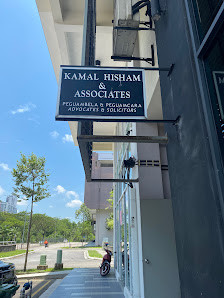 KAMAL HISHAM
&
ASSOCIATES
PEGUAMBELA & PEGUAMCARA
ADVOCATES & SOLICITORS